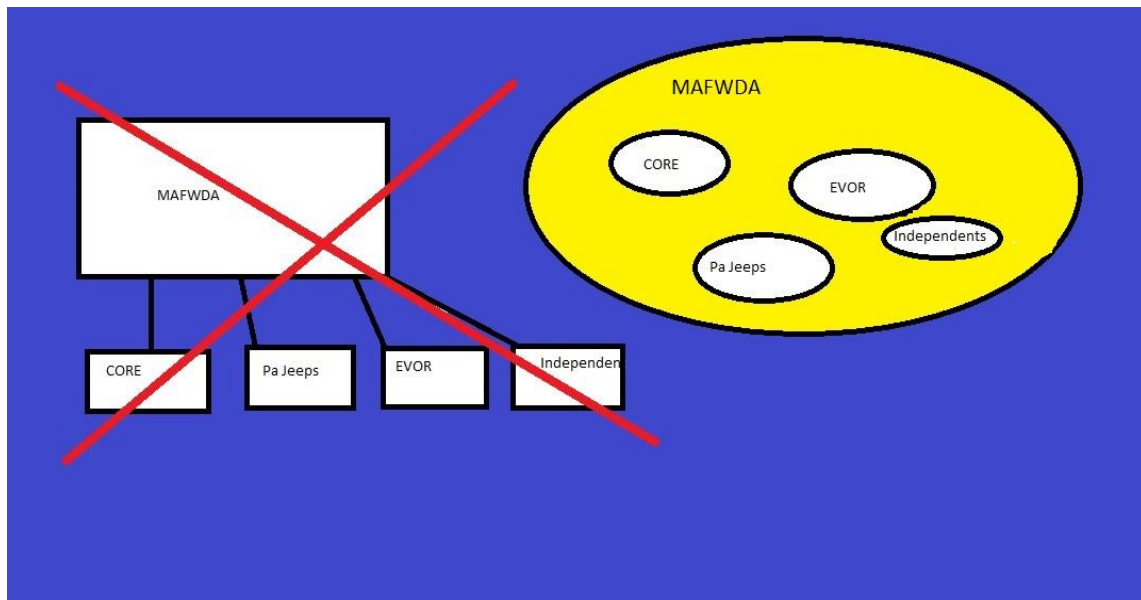 MAFWDA
CORE
Pa Jeeps
EVOR
Independen
MAFWDA
CORE
EVOR
Independents
Pa Jeeps